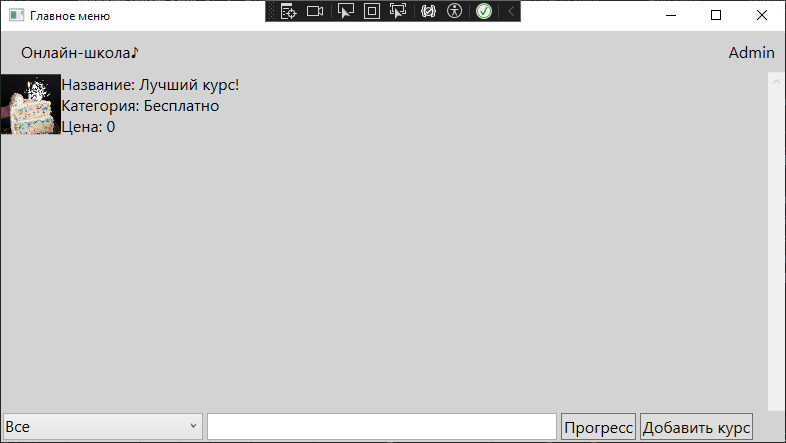 Главное меню
Онлайн-школа♪
Admin
Название: Лучший курс!
Категория: Бесплатно
Цена: 0
Все
Прогресс
Добавить курс